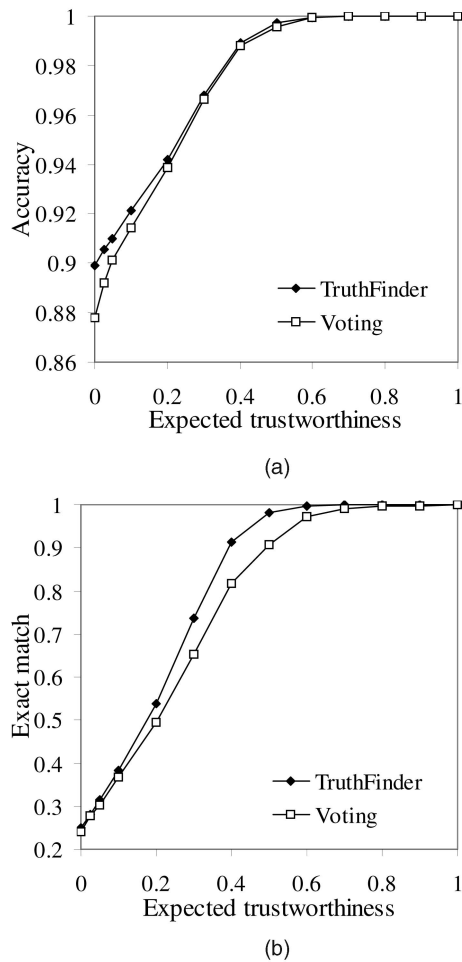 1
0.98
0.96
0.94
0.92
0.9
0.88
0.86
Accuracy
TruthFinder
Voting
0 0.2 0.4 0.6 0.8 1
Expected trustworthiness
(a)
1
0.9
0.8
0.7
0.6
0.5
0.4
0.3
0.2
Exact match
TruthFinder
Voting
0 0.2 0.4 0.6 0.8 1
Expected trustworthiness
(b)